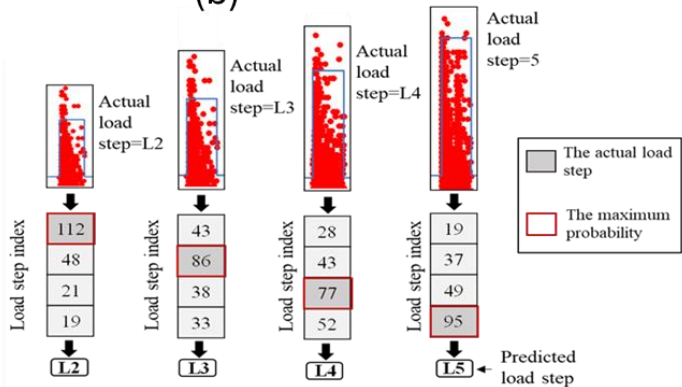 (b)
Actual
load
step=L2
Actual
load
step=L3
Actual
load
step=L4
Actual
load
step=5
The actual load
step
The maximum
probability
Load step index
112
48
21
19
L2
Load step index
43
86
38
33
L3
Load step index
28
43
77
52
L4
Load step index
19
37
49
95
L5
Predicted
load step